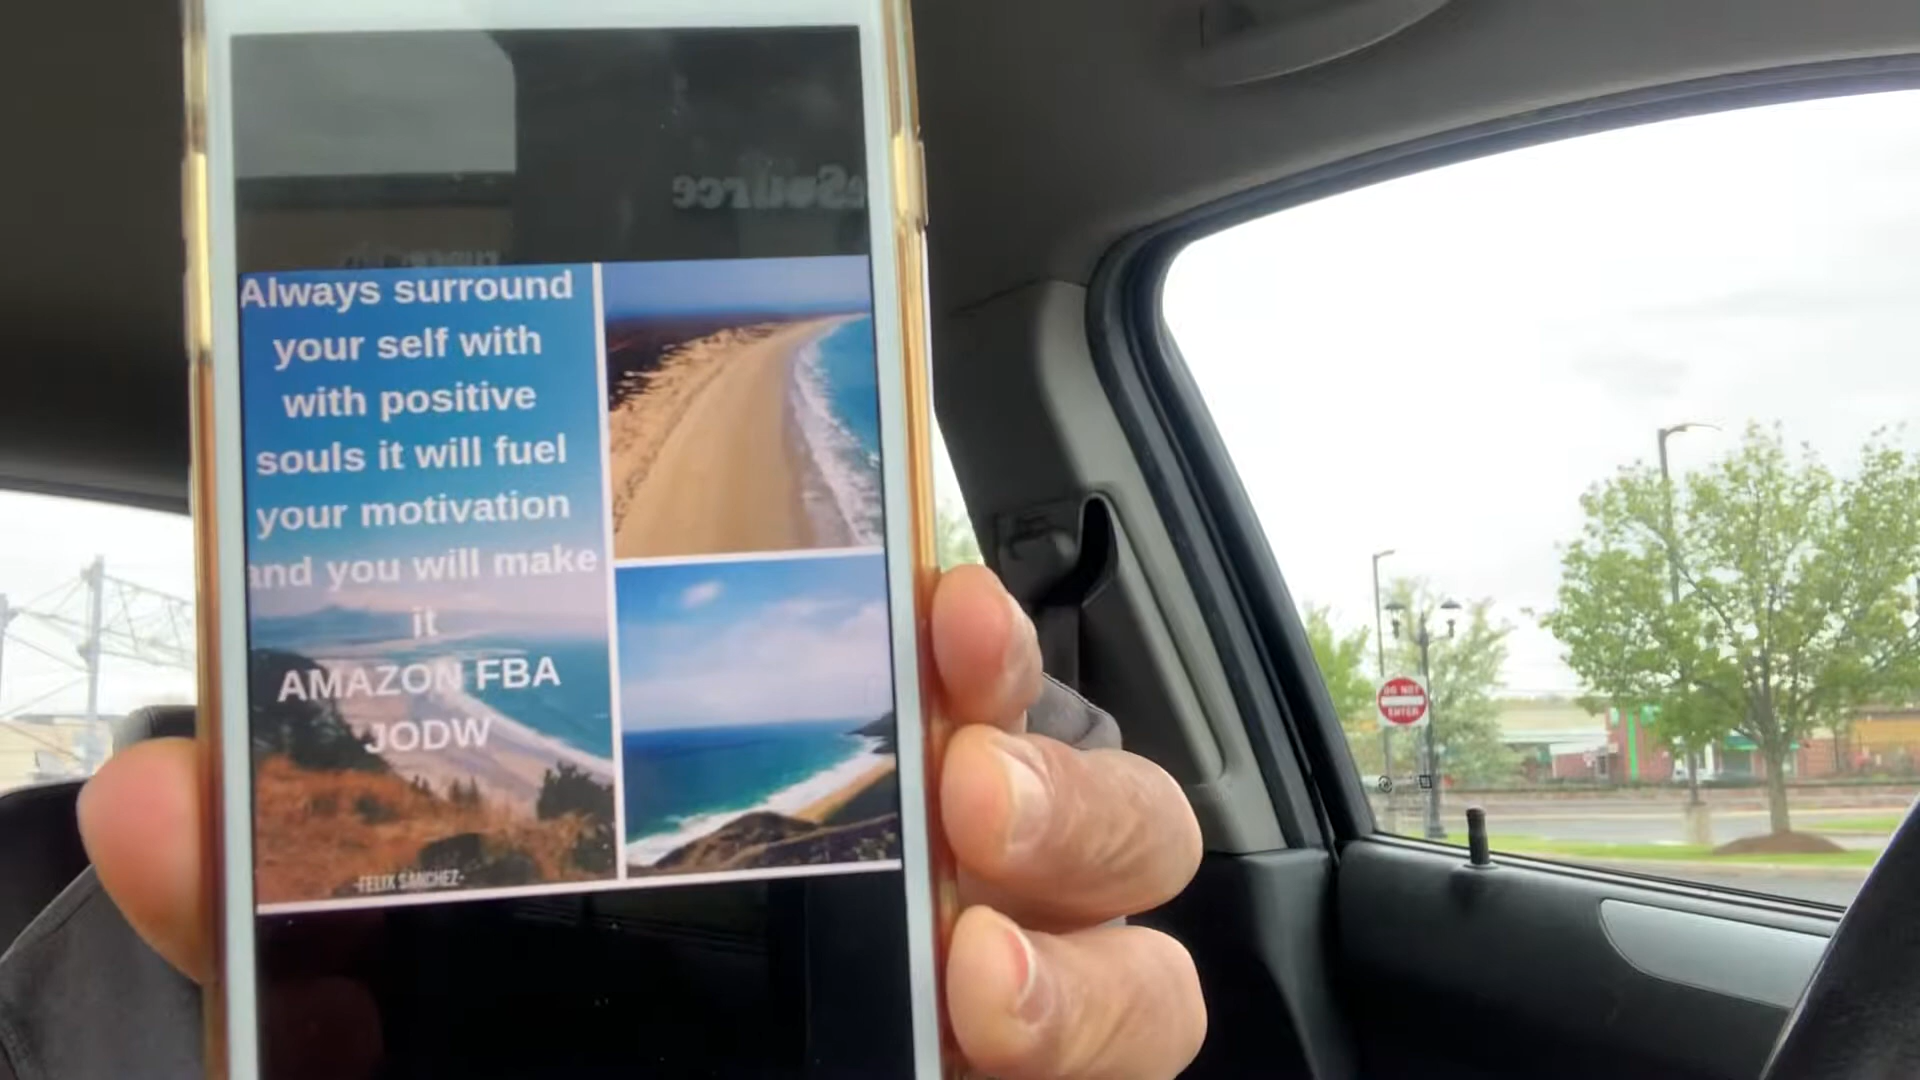 Always surround
your self with
with positive
souls it will fuel
your motivation
and you will make
it
AMAZON FBA
JODW
-FELIX SANCHEZ-
DO NOT
ENTER